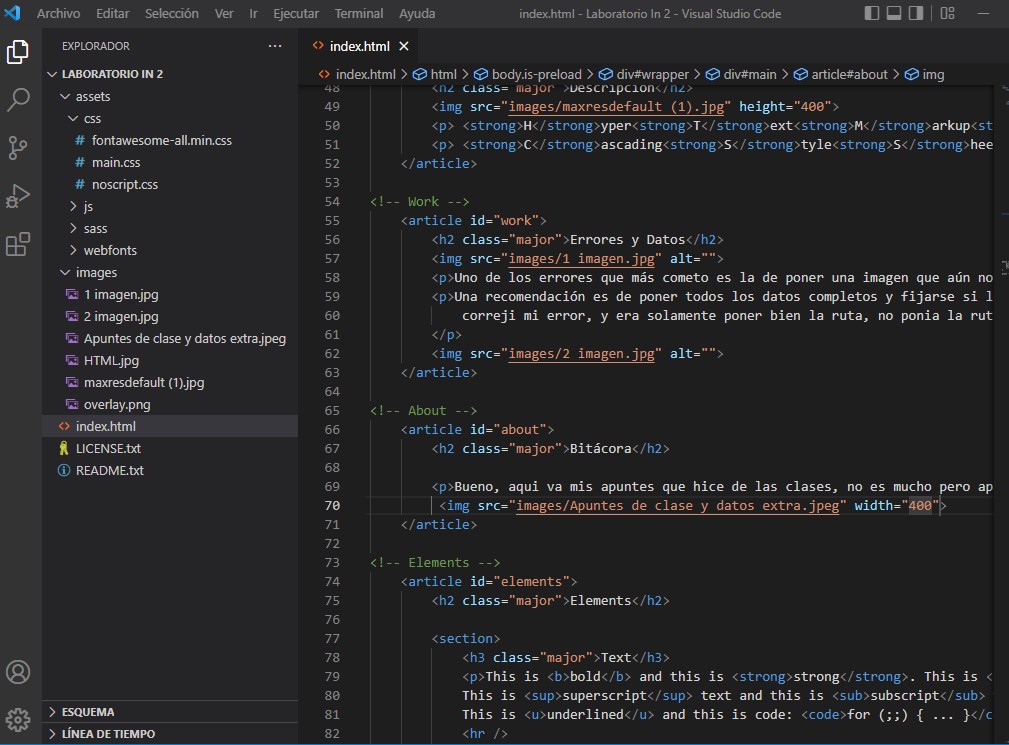 Archivo Editar Selección Ver Ir Ejecutar Terminal Ayuda
index.html - Laboratorio In 2 - Visual Studio Code
EXPLORADOR ···
LABORATORIO IN 2
assets
css
# fontawesome-all.min.css
# main.css
# noscript.css
js
sass
webfonts
images
1 imagen.jpg
2 imagen.jpg
Apuntes de clase y datos extra.jpeg
HTML.jpg
maxresdefault (1).jpg
overlay.png
<> index.html
LICENSE.txt
README.txt
ESQUEMA
LÍNEA DE TIEMPO
<> index.html ×
<> index.html > html > body.is-preload > div#wrapper > div#main > article#about > img
48 <h2 class="major">Descripción</h2>
49 <img src="images/maxresdefault (1).jpg" height="400">
50 <p> <strong>H</strong>yper<strong>T</strong>ext<strong>M</strong>arkup<st
51 <p> <strong>C</strong>ascading<strong>S</strong>tyle<strong>S</strong>hee
52 </article>
53
54 <!-- Work -->
55 <article id="work">
56 <h2 class="major">Errores y Datos</h2>
57 <img src="images/1 imagen.jpg" alt="">
58 <p>Uno de los errores que más cometo es la de poner una imagen que aún no
59 <p>Una recomendación es de poner todos los datos completos y fijarse si l
60 correji mi error, y era solamente poner bien la ruta, no ponia la rut
61 </p>
62 <img src="images/2 imagen.jpg" alt="">
63 </article>
64
65 <!-- About -->
66 <article id="about">
67 <h2 class="major">Bitácora</h2>
68
69 <p>Bueno, aqui va mis apuntes que hice de las clases, no es mucho pero ap
70 <img src="images/Apuntes de clase y datos extra.jpeg" width="400">
71 </article>
72
73 <!-- Elements -->
74 <article id="elements">
75 <h2 class="major">Elements</h2>
76
77 <section>
78 <h3 class="major">Text</h3>
79 <p>This is <b>bold</b> and this is <strong>strong</strong>. This is <
80 This is <sup>superscript</sup> text and this is <sub>subscript</sub>
81 This is <u>underlined</u> and this is code: <code>for (;;) { ... }</c
82 <hr />